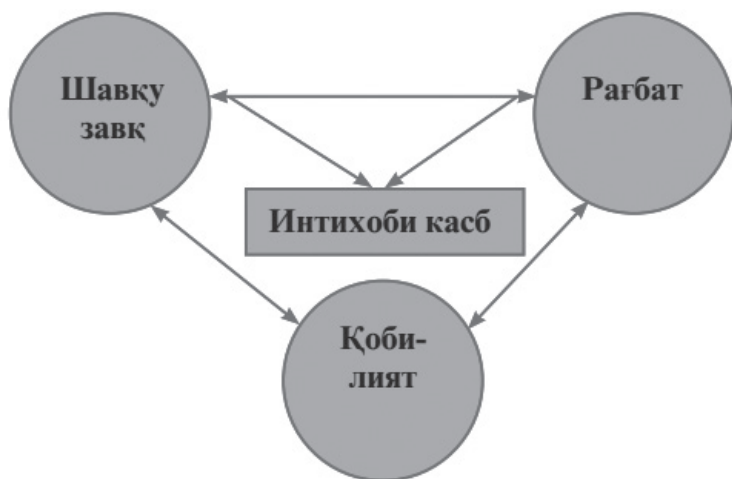 Шавқу
завқ
Рағбат
Интихоби касб
Қоби-
лият